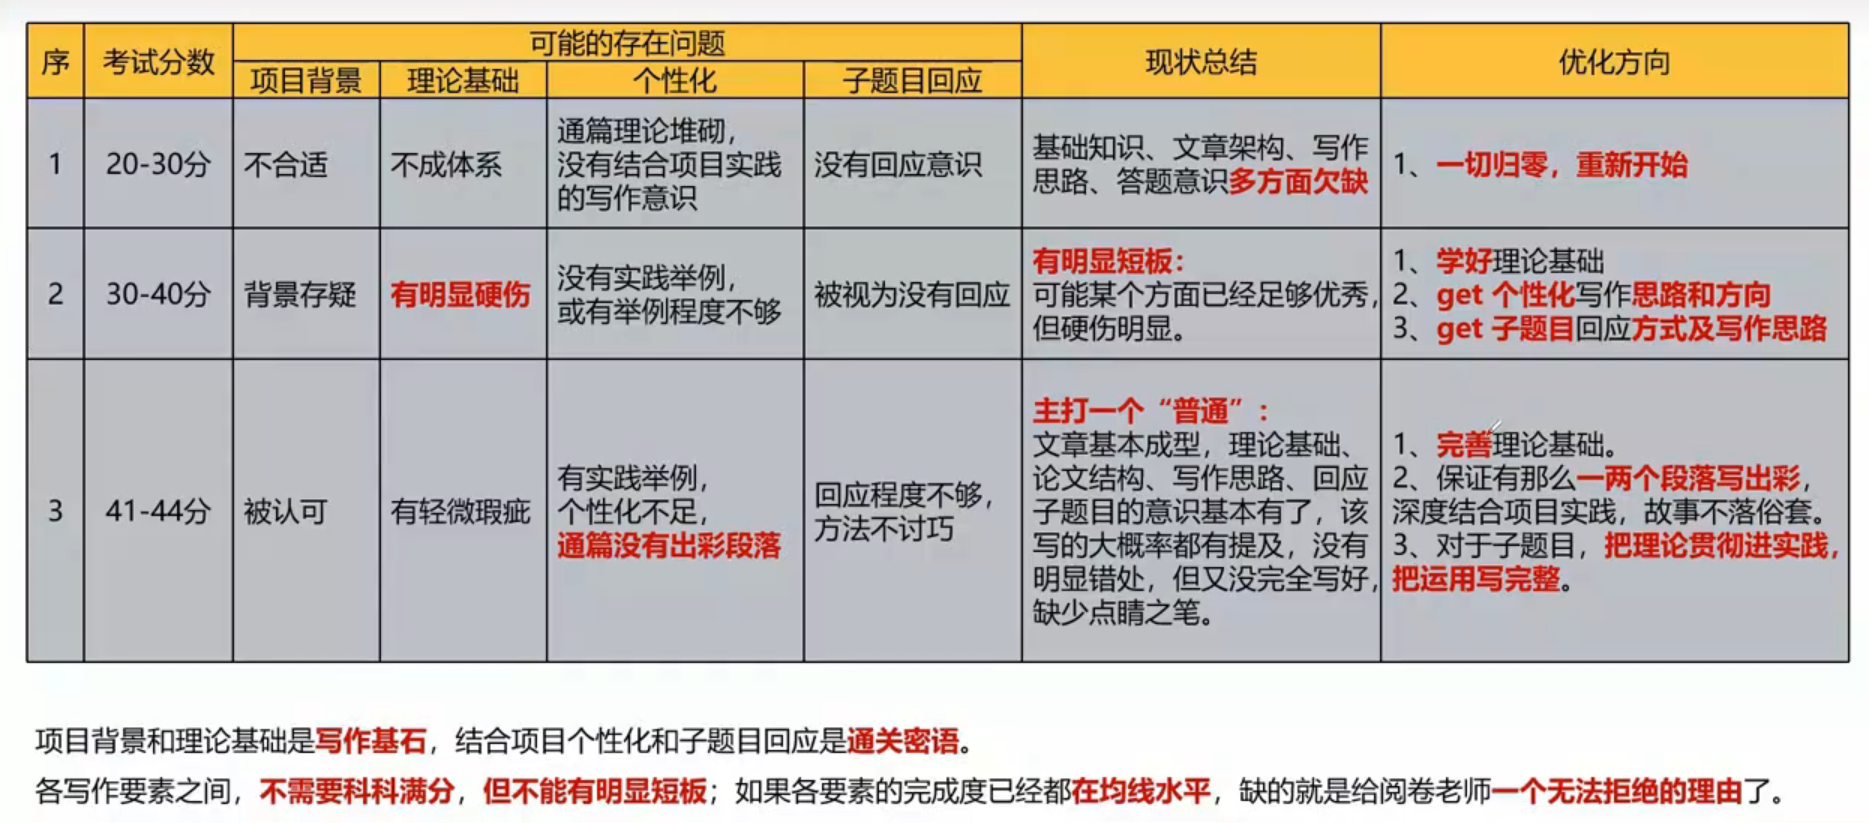 序 考试分数 可能的存在问题 现状总结 优化方向
项目背景 理论基础 个性化 子题目回应
1 20-30分 不合适 不成体系
通篇理论堆砌，
没有结合项目实践
的写作意识
没有回应意识
基础知识、文章架构、写作
思路、答题意识多方面欠缺
1、一切归零，重新开始
2 30-40分 背景存疑 有明显硬伤
没有实践举例，
或有举例程度不够
被视为没有回应
有明显短板：
可能某个方面已经足够优秀，
但硬伤明显。
1、学好理论基础
2、get 个性化写作思路和方向
3、get 子题目回应方式及写作思路
3 41-44分 被认可 有轻微瑕疵
有实践举例，
个性化不足，
通篇没有出彩段落
回应程度不够，
方法不讨巧
主打一个“普通”：
文章基本成型，理论基础、
论文结构、写作思路、回应
子题目的意识基本有了，该
写的大概率都有提及，没有
明显错处，但又没完全写好，
缺少点睛之笔。
1、完善理论基础。
2、保证有那么一两个段落写出彩，
深度结合项目实践，故事不落俗套。
3、对于子题目，把理论贯彻进实践，
把运用写完整。
项目背景和理论基础是写作基石，结合项目个性化和子题目回应是通关密语。
各写作要素之间，不需要科科满分，但不能有明显短板；如果各要素的完成度已经都在均线水平，缺的就是给阅卷老师一个无法拒绝的理由了。